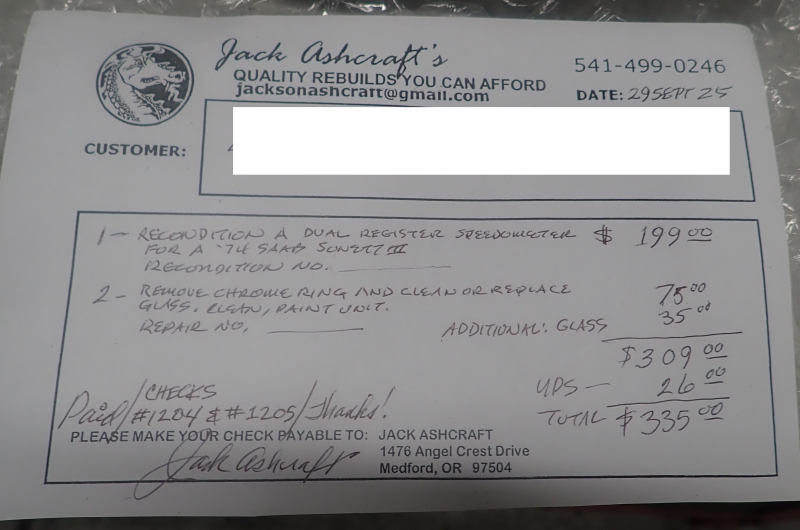 Jack Ashcraft's
QUALITY REBUILDS YOU CAN AFFORD
jacksonashcraft@gmail.com
541-499-0246
DATE: 29 SEPT 25
CUSTOMER:
1 - RECONDITION A DUAL REGISTER SPEEDOMETER $ 199 00
FOR A '74 SAAB SONETT III
RECONDITION NO. ________
2 - REMOVE CHROME RING AND CLEAN OR REPLACE 75 00
GLASS. CLEAN, PAINT UNIT. 35 00
REPAIR NO, ________ ADDITIONAL: GLASS
$ 309 00
UPS — 26 00
TOTAL $ 335 00
Paid / CHECKS #1204 & #1205 / Thanks!
PLEASE MAKE YOUR CHECK PAYABLE TO: JACK ASHCRAFT
1476 Angel Crest Drive
Medford, OR 97504
Jack Ashcraft